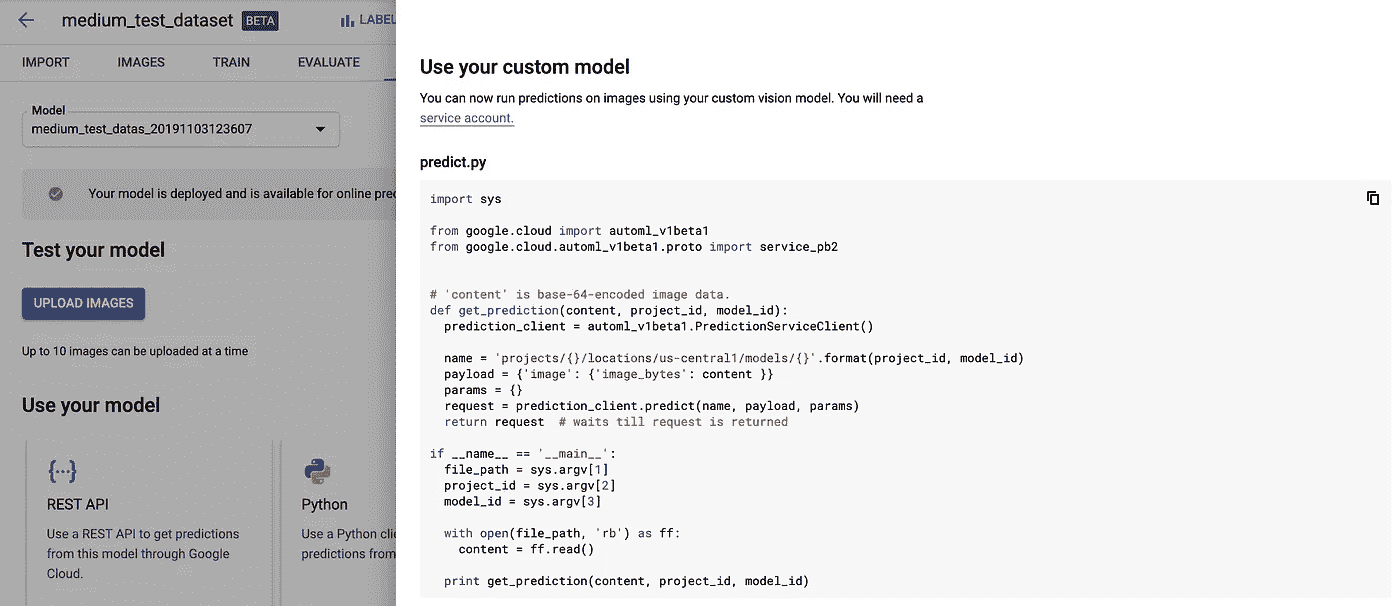 medium_test_dataset BETA LABEL
IMPORT IMAGES TRAIN EVALUATE
Model
medium_test_datas_20191103123607
Your model is deployed and is available for online pred
Test your model
UPLOAD IMAGES
Up to 10 images can be uploaded at a time
Use your model
{...}
REST API
Use a REST API to get predictions
from this model through Google
Cloud.
Python
Use a Python clie
predictions from
Use your custom model
You can now run predictions on images using your custom vision model. You will need a
service account.
predict.py
import sys
from google.cloud import automl_v1beta1
from google.cloud.automl_v1beta1.proto import service_pb2
# 'content' is base-64-encoded image data.
def get_prediction(content, project_id, model_id):
  prediction_client = automl_v1beta1.PredictionServiceClient()
  name = 'projects/{}/locations/us-central1/models/{}'.format(project_id, model_id)
  payload = {'image': {'image_bytes': content }}
  params = {}
  request = prediction_client.predict(name, payload, params)
  return request  # waits till request is returned
if __name__ == '__main__':
  file_path = sys.argv[1]
  project_id = sys.argv[2]
  model_id = sys.argv[3]
  with open(file_path, 'rb') as ff:
    content = ff.read()
  print get_prediction(content, project_id, model_id)